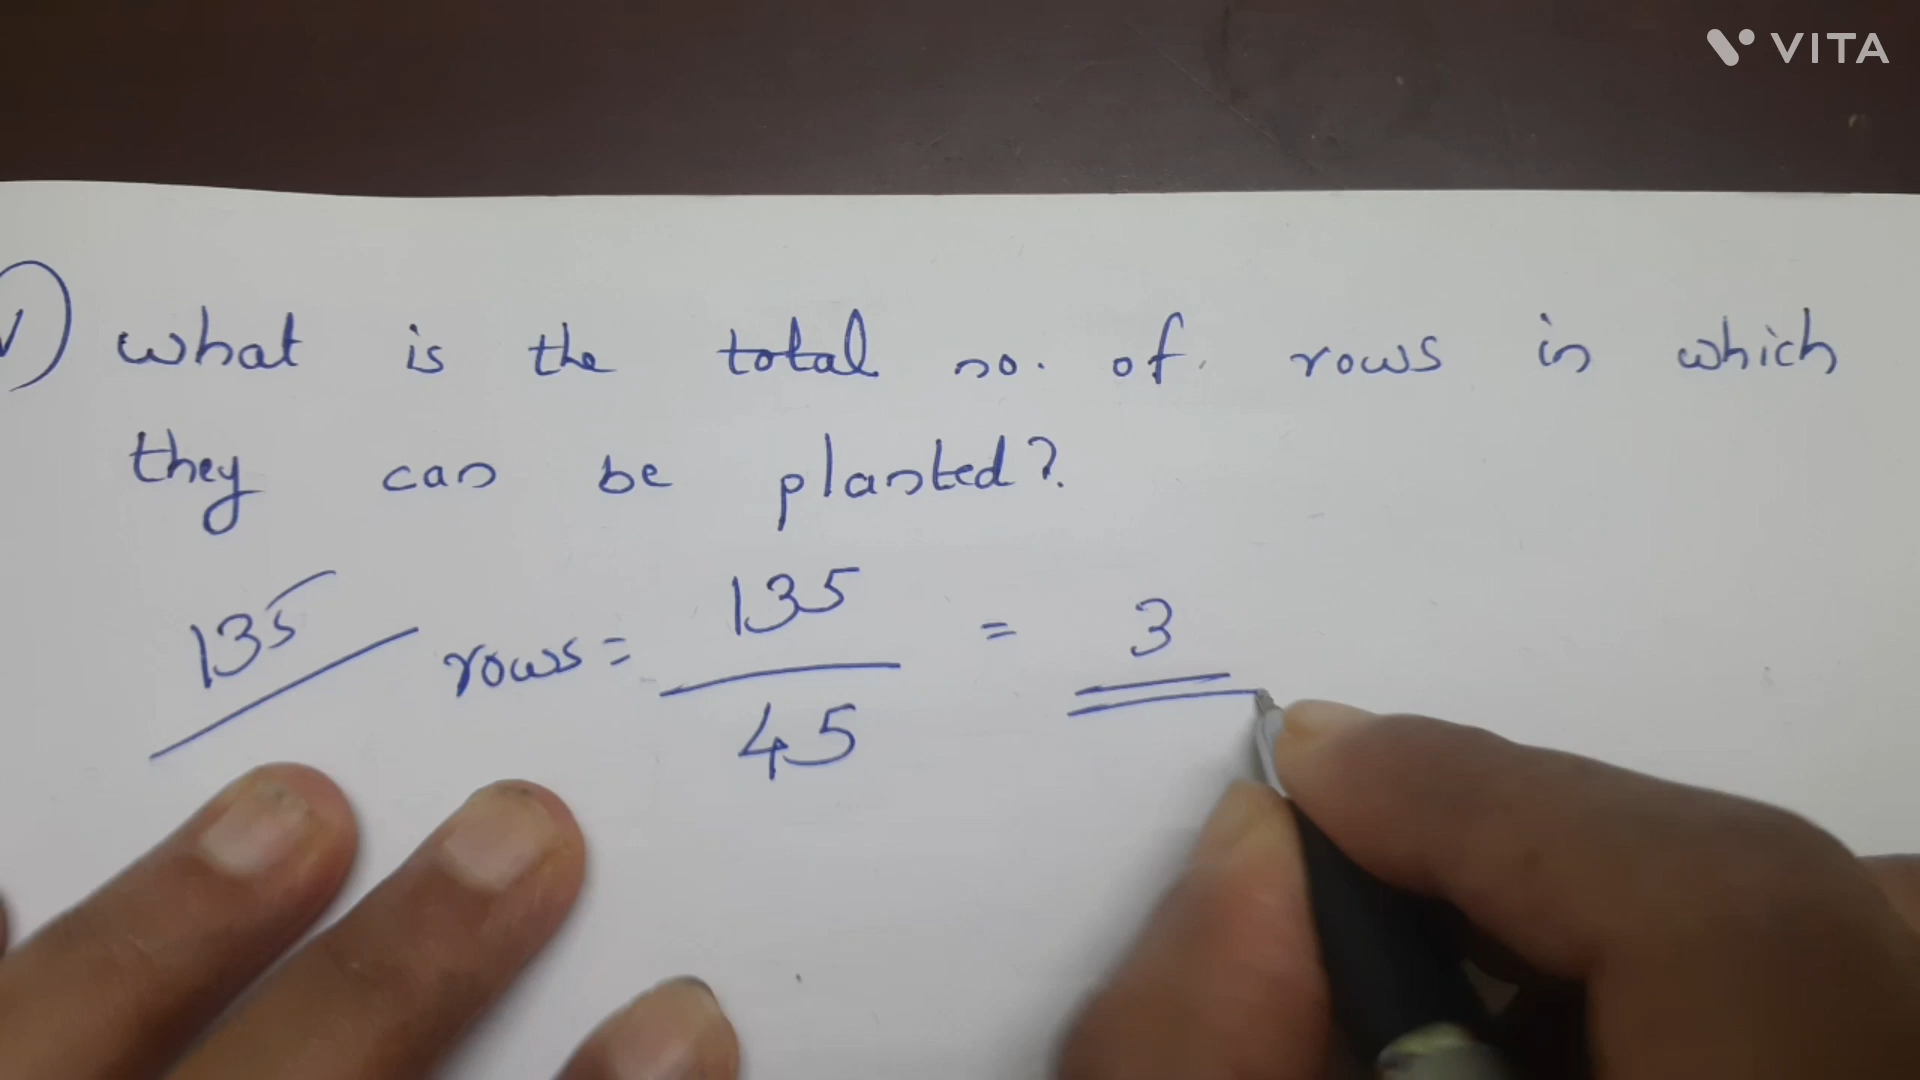 VITA
v) What is the total no. of rows in which
they can be planted?
135 rows = 135/45 = 3